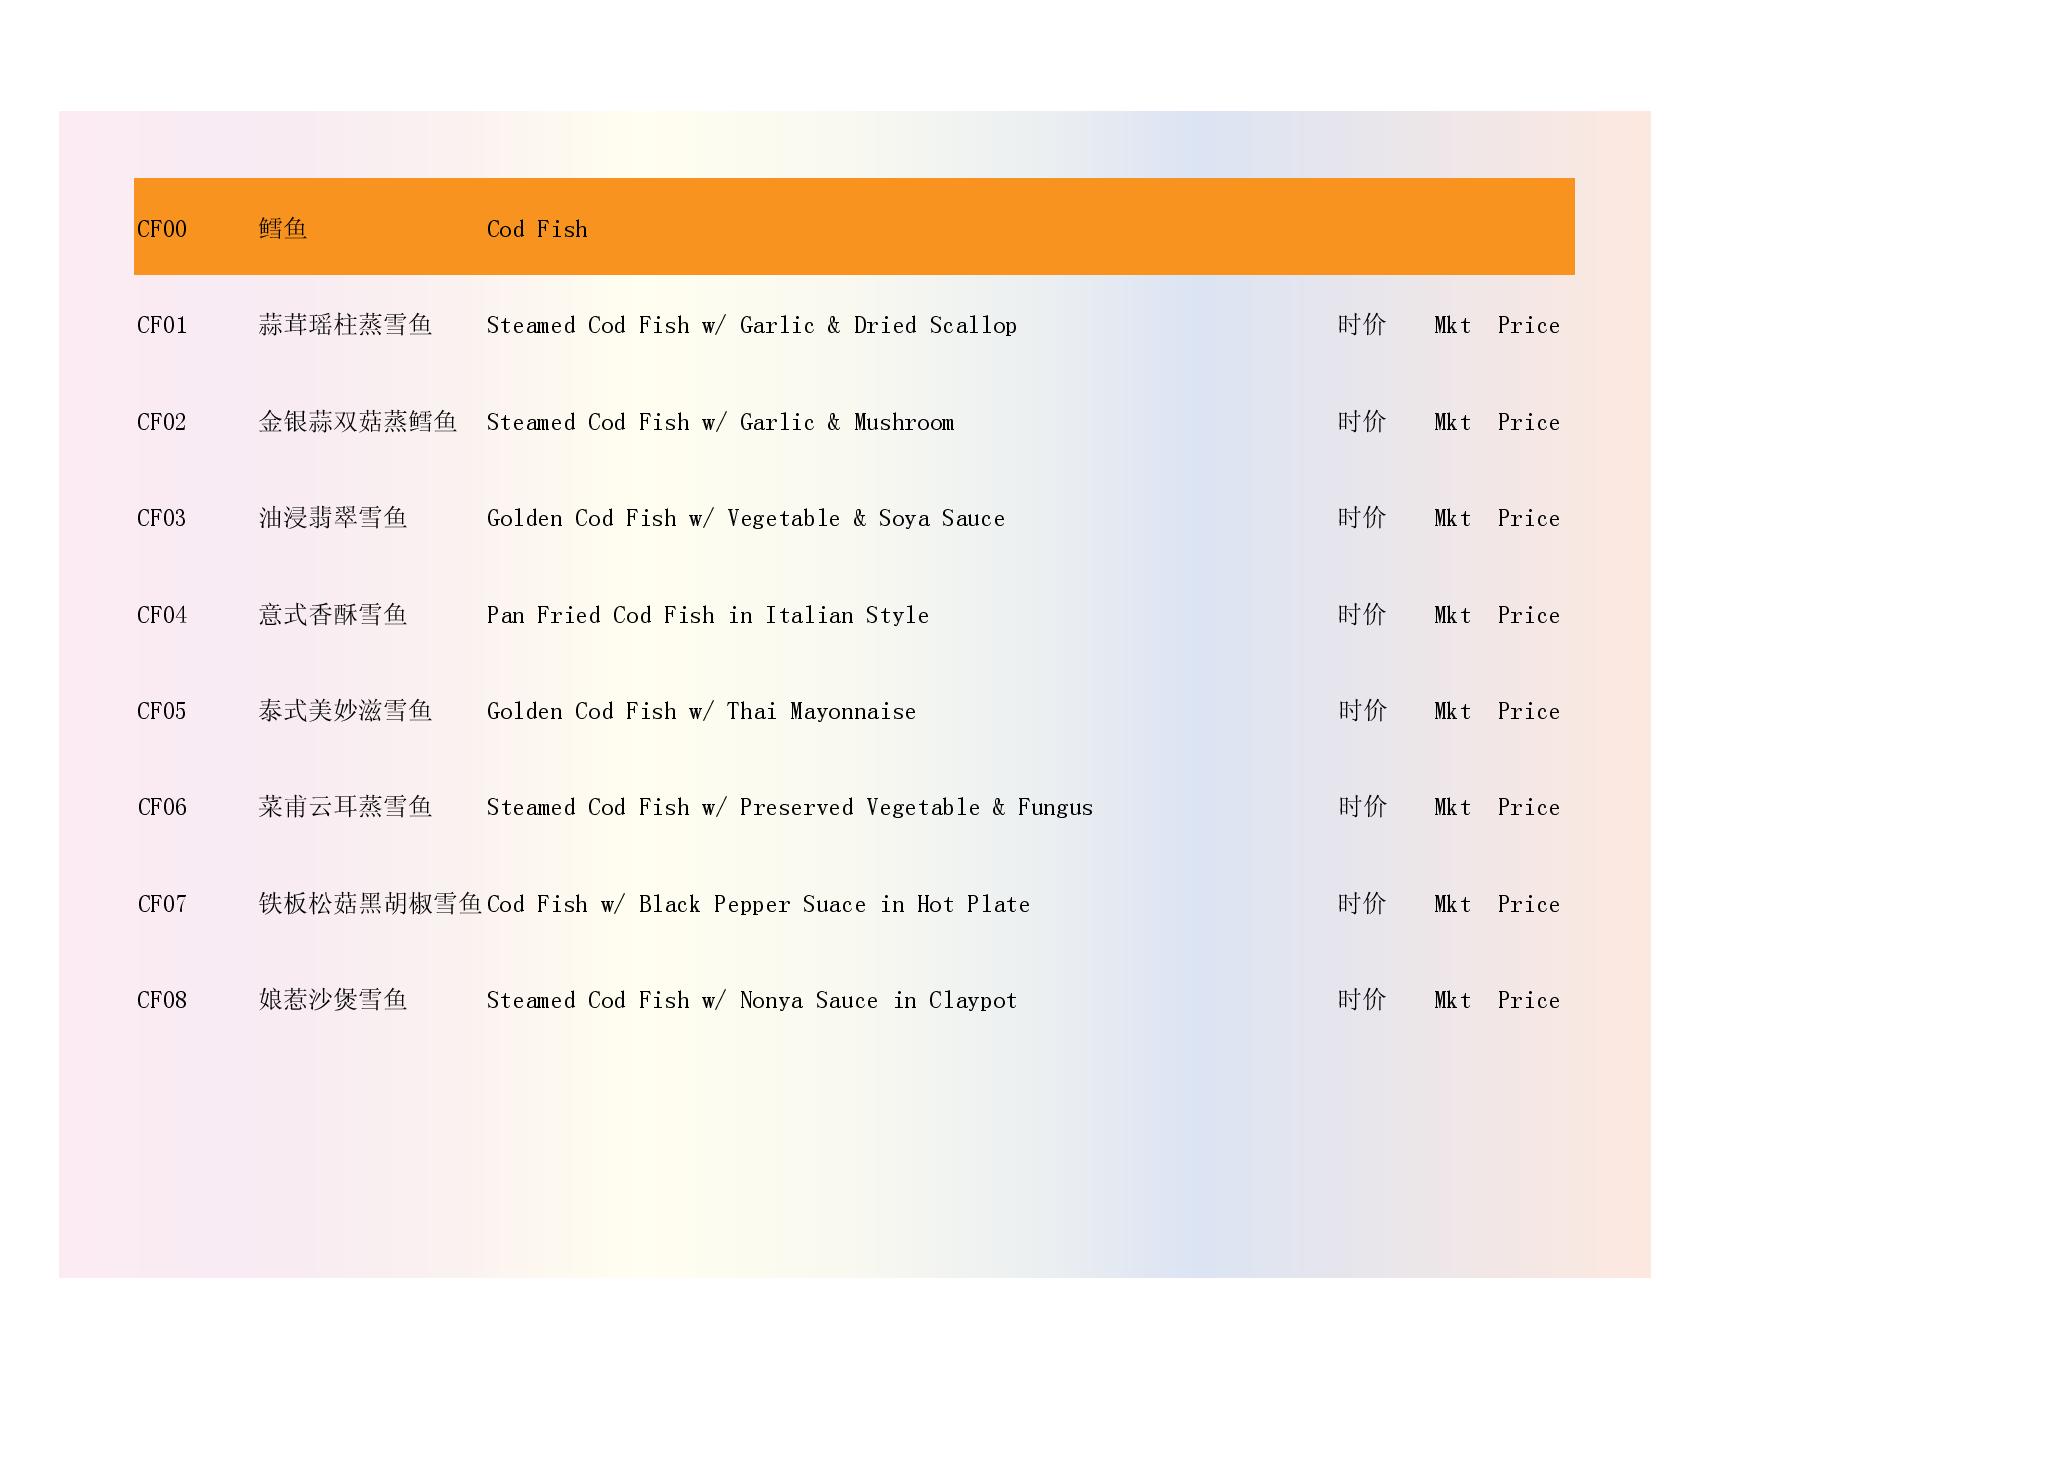 CF00 鳕鱼 Cod Fish
CF01 蒜茸瑶柱蒸雪鱼 Steamed Cod Fish w/ Garlic & Dried Scallop 时价 Mkt Price
CF02 金银蒜双菇蒸鳕鱼 Steamed Cod Fish w/ Garlic & Mushroom 时价 Mkt Price
CF03 油浸翡翠雪鱼 Golden Cod Fish w/ Vegetable & Soya Sauce 时价 Mkt Price
CF04 意式香酥雪鱼 Pan Fried Cod Fish in Italian Style 时价 Mkt Price
CF05 泰式美妙滋雪鱼 Golden Cod Fish w/ Thai Mayonnaise 时价 Mkt Price
CF06 菜甫云耳蒸雪鱼 Steamed Cod Fish w/ Preserved Vegetable & Fungus 时价 Mkt Price
CF07 铁板松菇黑胡椒雪鱼 Cod Fish w/ Black Pepper Suace in Hot Plate 时价 Mkt Price
CF08 娘惹沙煲雪鱼 Steamed Cod Fish w/ Nonya Sauce in Claypot 时价 Mkt Price